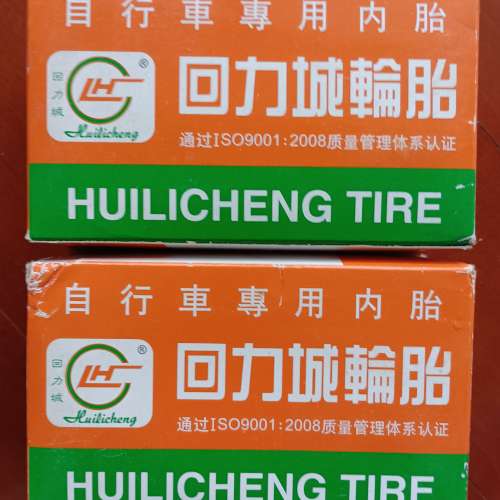 自行車專用内胎
LH
®
回力城
Huilicheng
回力城輪胎
通过ISO9001:2008质量管理体系认证
HUILICHENG TIRE
自行車專用内胎
LH
®
回力城
Huilicheng
回力城輪胎
通过ISO9001:2008质量管理体系认证
HUILICHENG TIRE